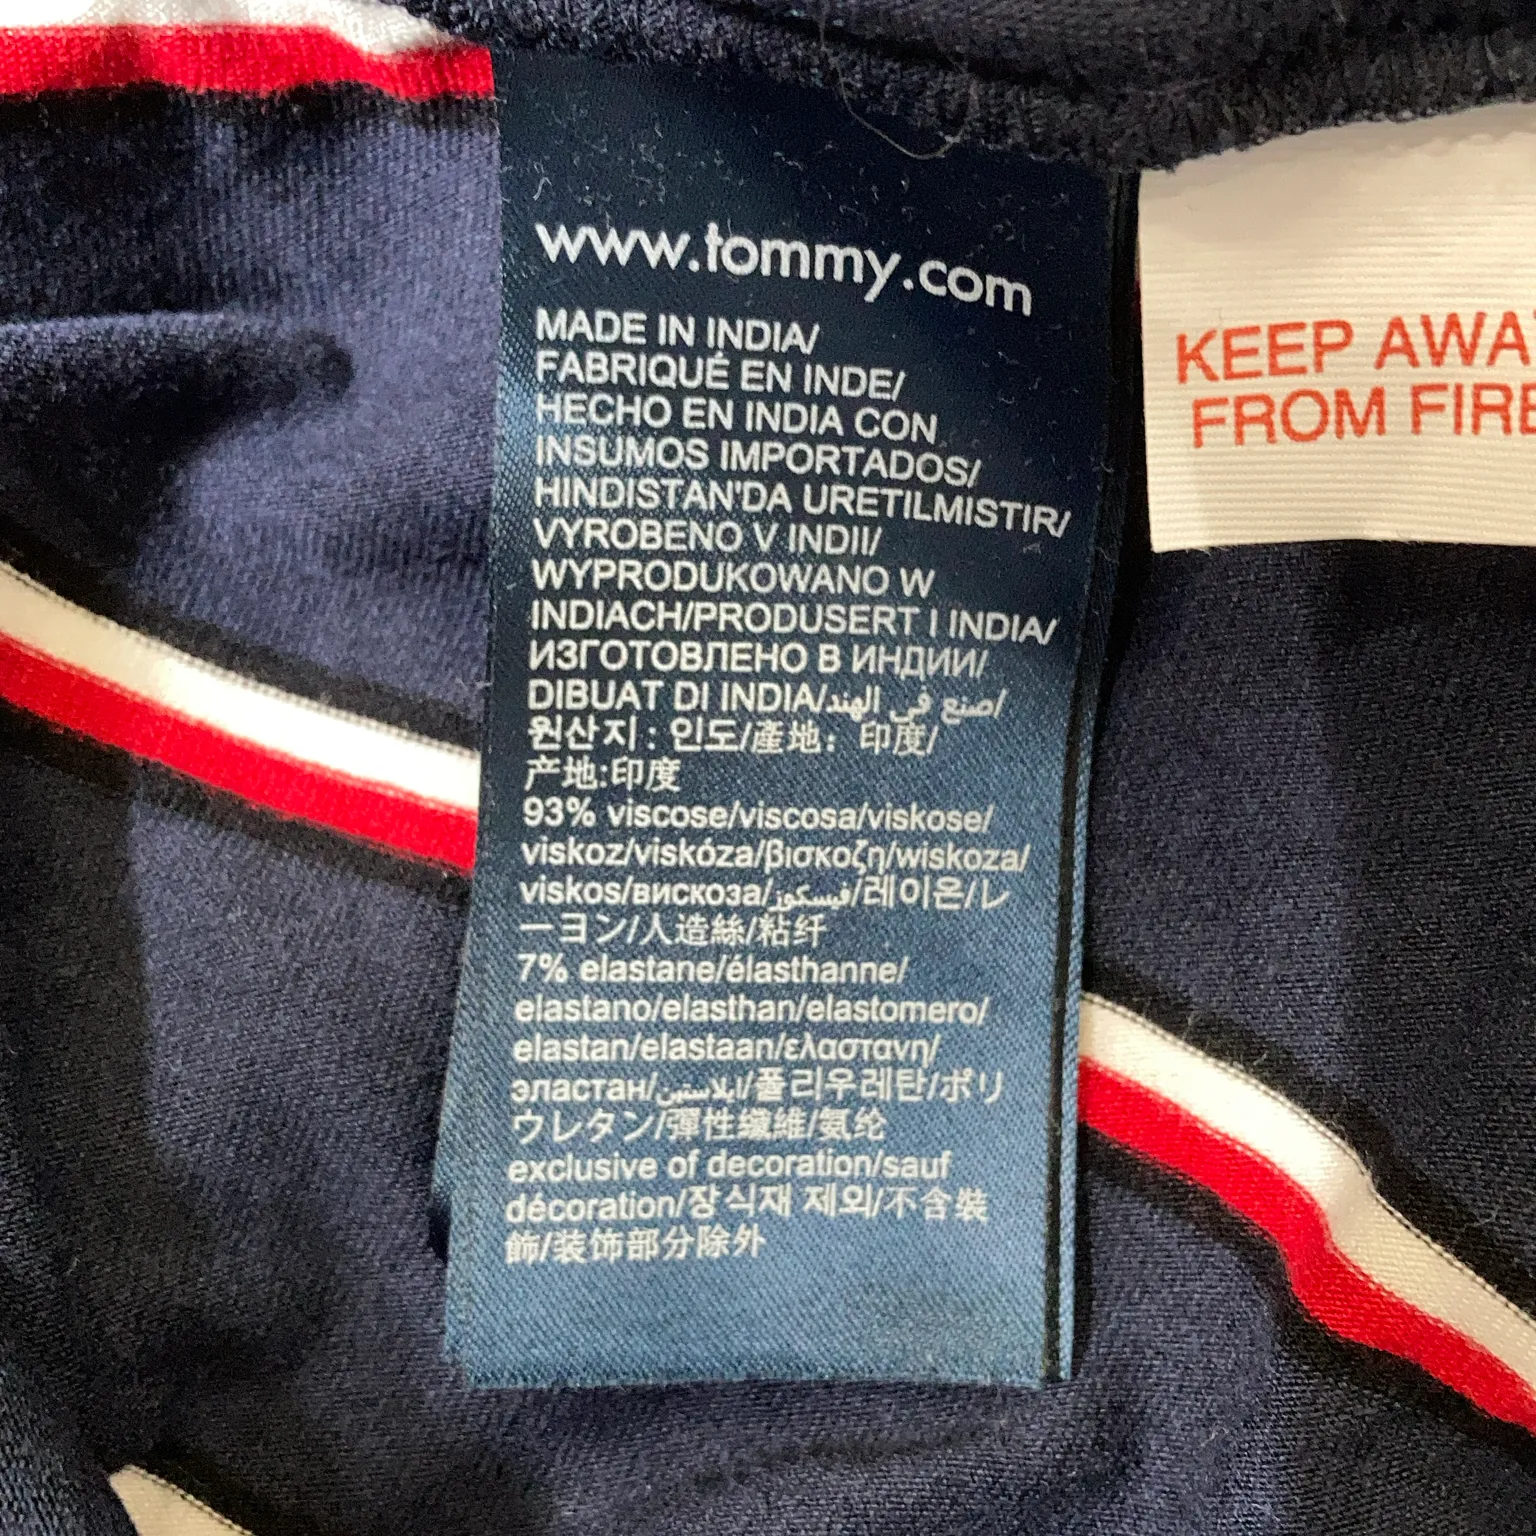 www.tommy.com
MADE IN INDIA/
FABRIQUÉ EN INDE/
HECHO EN INDIA CON
INSUMOS IMPORTADOS/
HINDISTAN'DA URETILMISTIR/
VYROBENO V INDII/
WYPRODUKOWANO W
INDIACH/PRODUSERT I INDIA/
ИЗГОТОВЛЕНО В ИНДИИ/
DIBUAT DI INDIA/صنع في الهند/
원산지 : 인도/產地：印度/
产地:印度
93% viscose/viscosa/viskose/
viskoz/viskóza/βισκοζη/wiskoza/
viskos/вискоза/فيسكوز/레이온/レ
ーヨン/人造絲/粘纤
7% elastane/élasthanne/
elastano/elasthan/elastomero/
elastan/elastaan/ελαστανη/
эластан/ايلاستين/폴리우레탄/ポリ
ウレタン/彈性纖維/氨纶
exclusive of decoration/sauf
décoration/장식재 제외/不含裝
飾/装饰部分除外
KEEP AWA
FROM FIRE